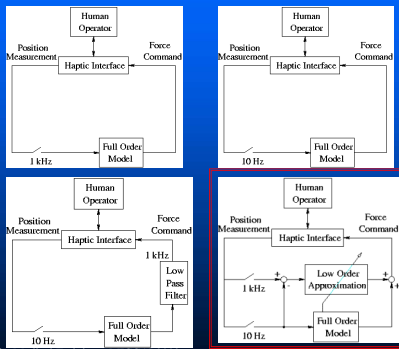 Human
Operator
Position
Measurement
Force
Command
Haptic Interface
1 kHz
Full Order
Model
Human
Operator
Position
Measurement
Force
Command
Haptic Interface
10 Hz
Full Order
Model
Human
Operator
Position
Measurement
Force
Command
Haptic Interface
1 kHz
Low
Pass
Filter
10 Hz
Full Order
Model
Human
Operator
Position
Measurement
Force
Command
Haptic Interface
1 kHz
+
-
Low Order
Approximation
+
+
10 Hz
Full Order
Model